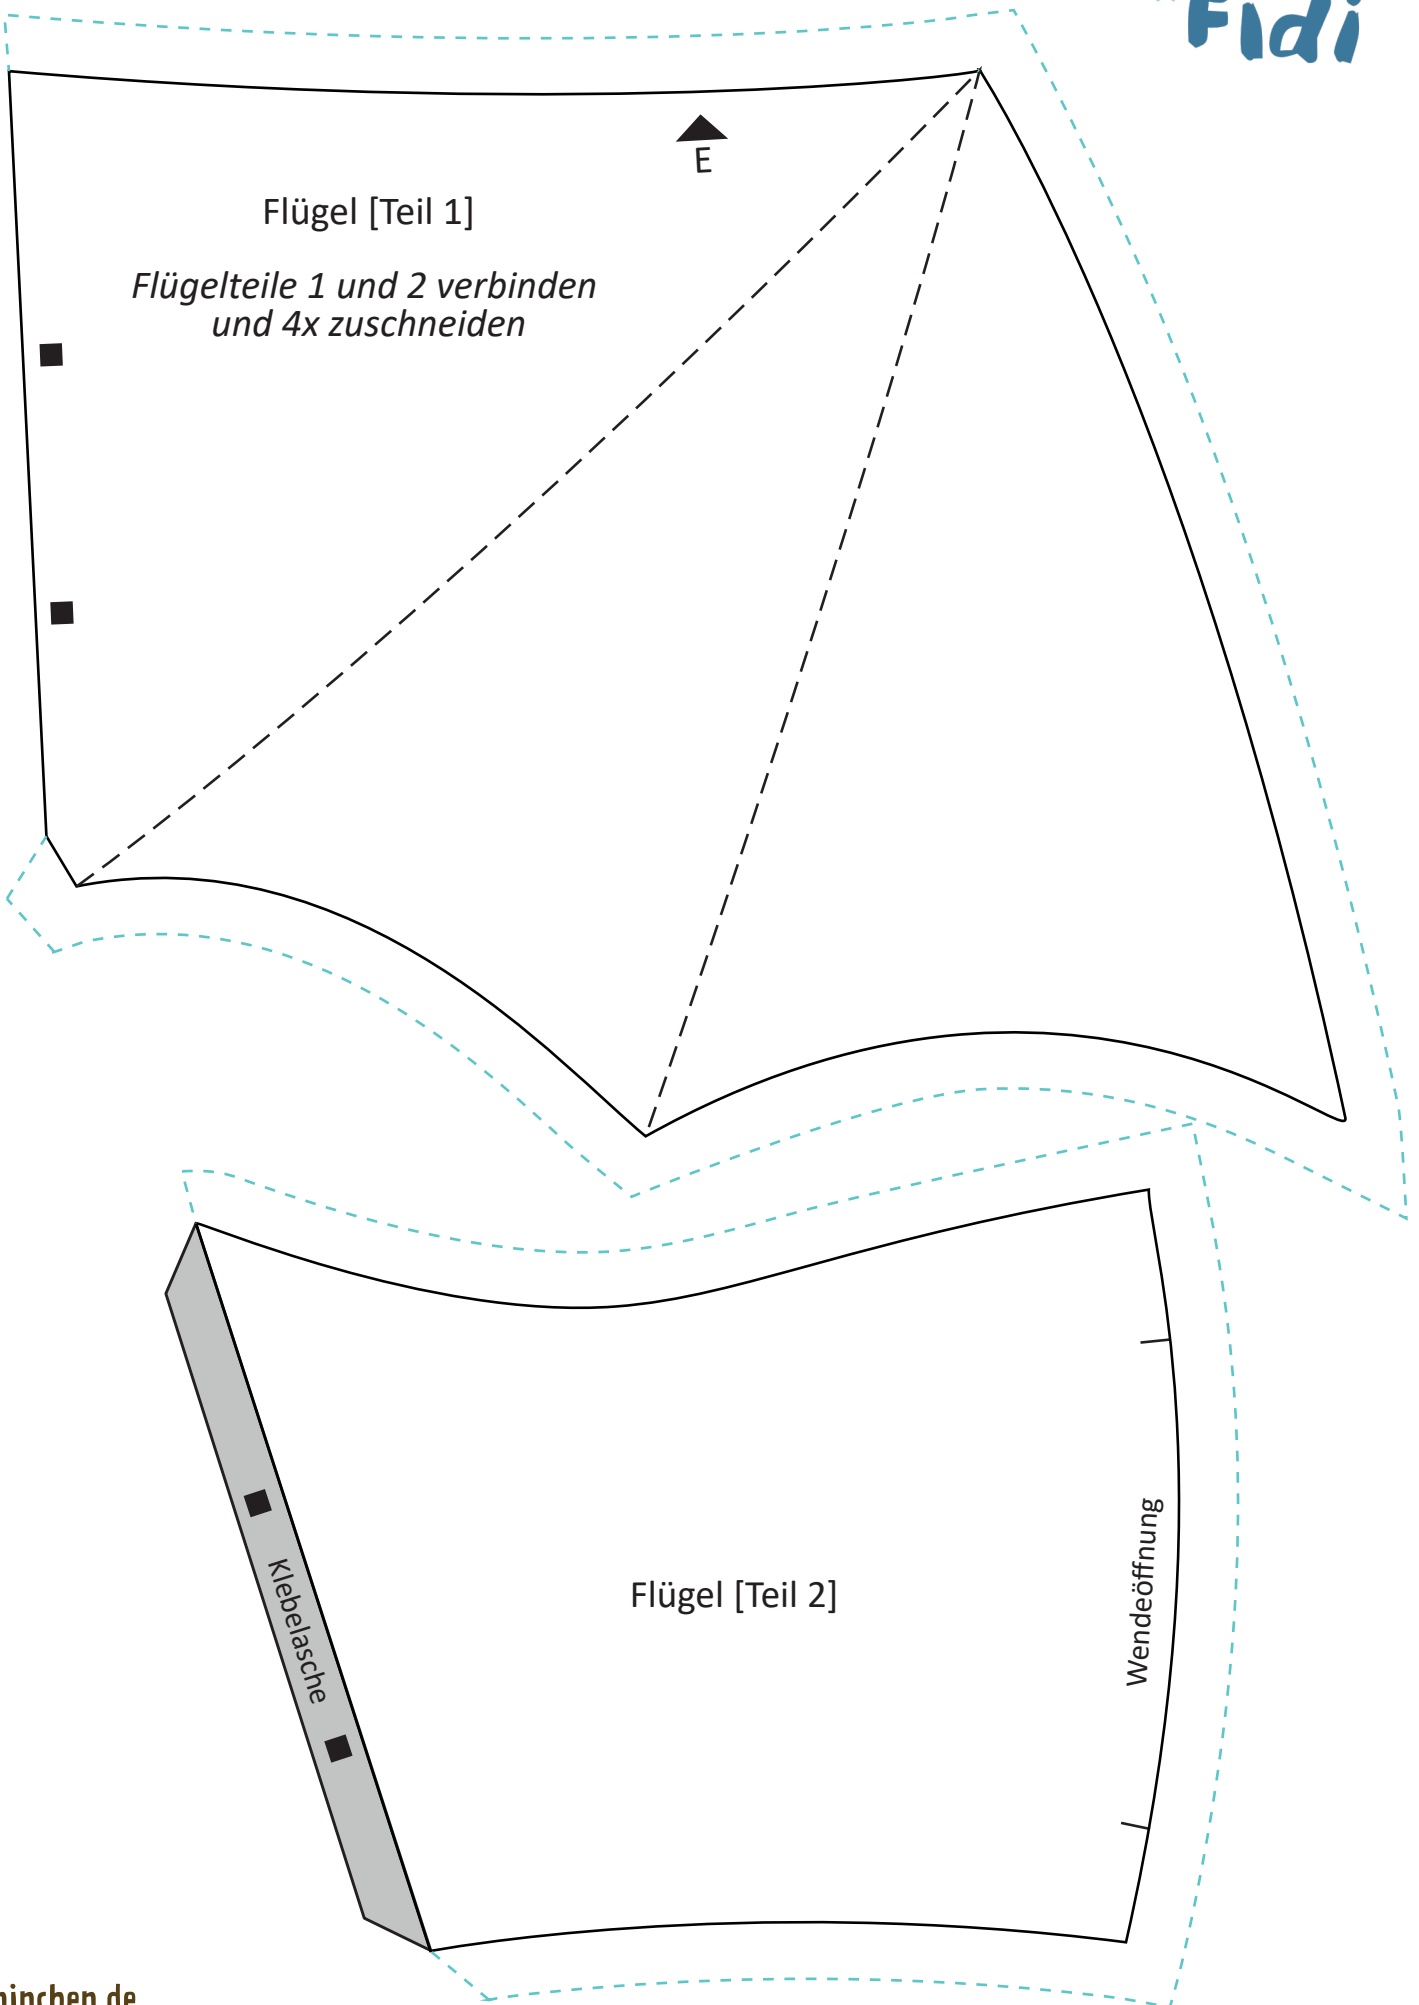 Fidi
E
Flügel [Teil 1]
Flügelteile 1 und 2 verbinden
und 4x zuschneiden
Klebelasche
Flügel [Teil 2]
Wendeöffnung